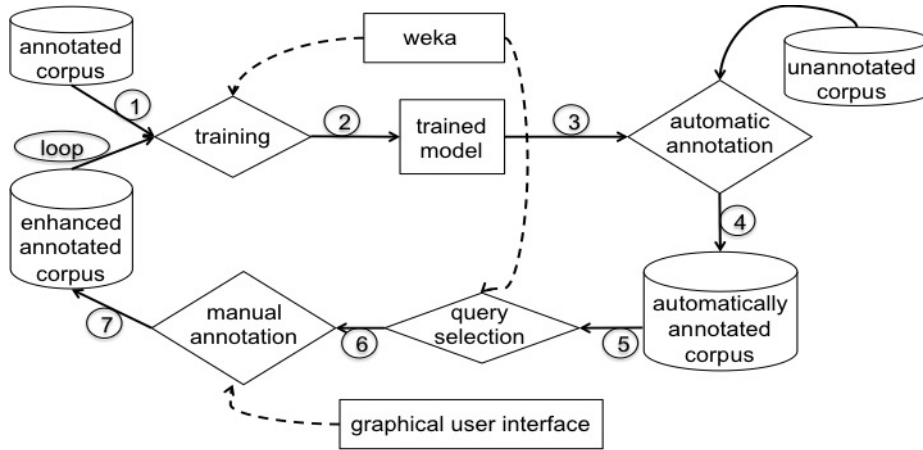 annotated
corpus
weka
unannotated
corpus
1
training
2
trained
model
3
automatic
annotation
loop
enhanced
annotated
corpus
4
automatically
annotated
corpus
5
query
selection
6
manual
annotation
7
graphical user interface